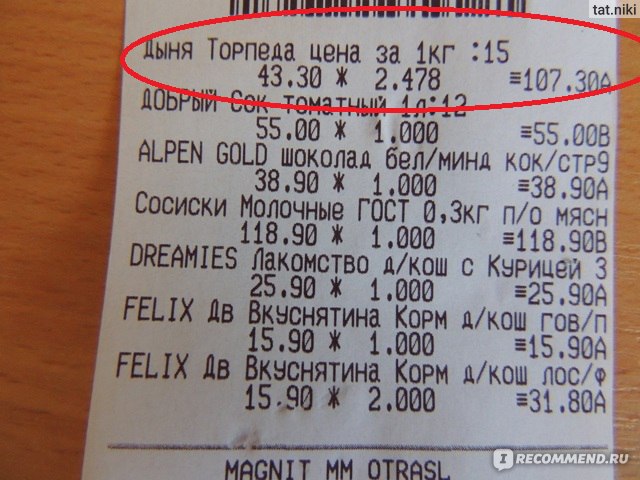 tat.niki
Дыня Торпеда цена за 1кг :15
43.30 * 2.478 ≡107.30А
ДОБРЫЙ Сок томатный 1л:12
55.00 * 1.000 ≡55.00В
ALPEN GOLD шоколад бел/минд кок/стр9
38.90 * 1.000 ≡38.90А
Сосиски Молочные ГОСТ 0,3кг п/о мясн
118.90 * 1.000 ≡118.90В
DREAMIES Лакомство д/кош с Курицей 3
25.90 * 1.000 ≡25.90А
FELIX Дв Вкуснятина Корм д/кош гов/п
15.90 * 1.000 ≡15.90А
FELIX Дв Вкуснятина Корм д/кош лос/ф
15.90 * 2.000 ≡31.80А
MAGNIT MM OTRASL
I RECOMMEND.RU